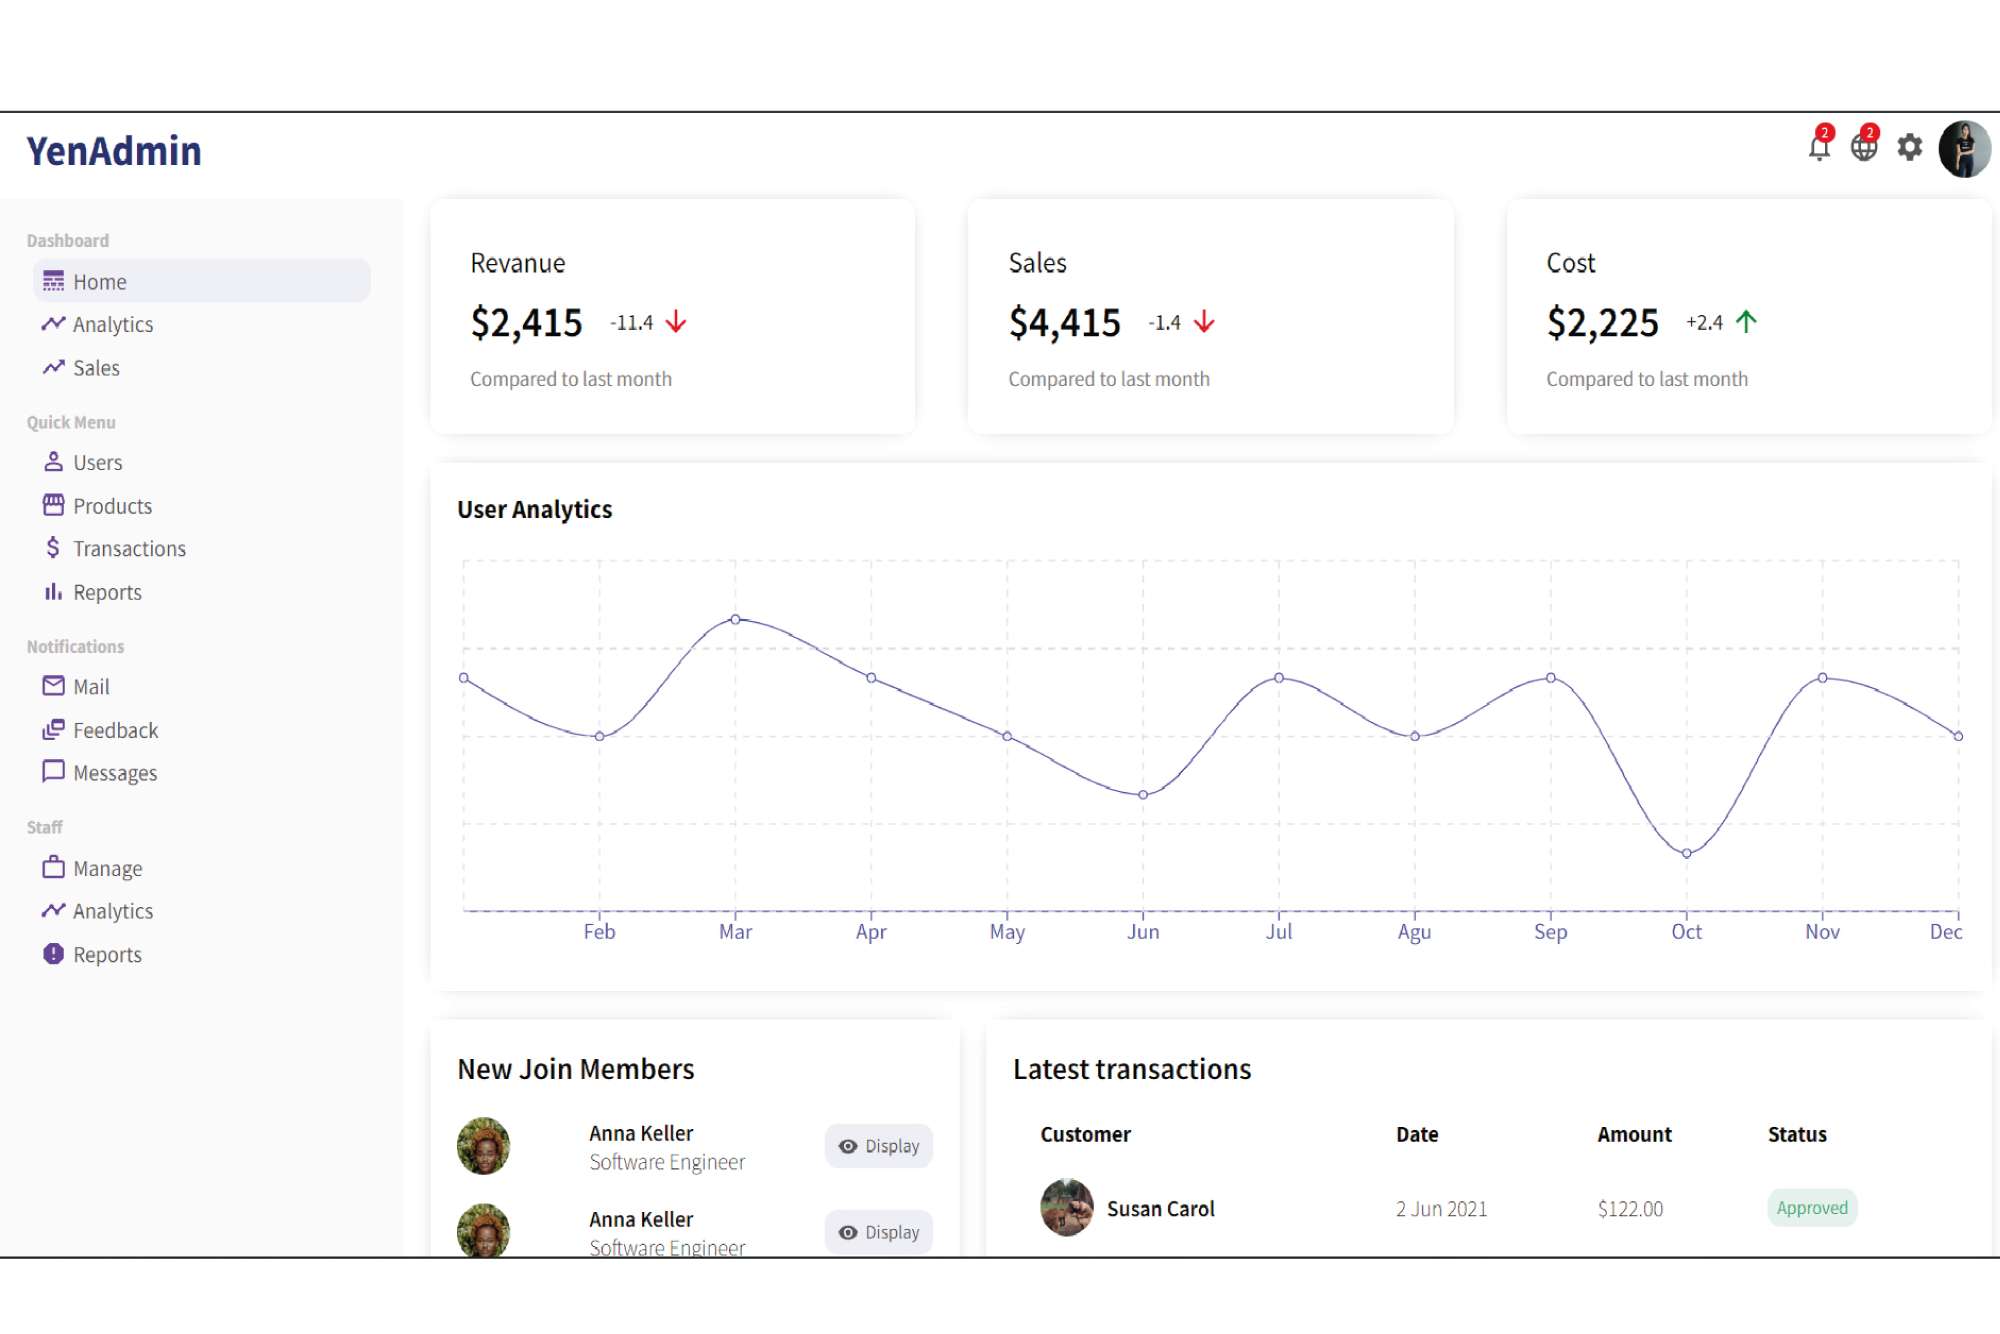 YenAdmin
2
2
Dashboard
Home
Analytics
Sales
Quick Menu
Users
Products
Transactions
Reports
Notifications
Mail
Feedback
Messages
Staff
Manage
Analytics
Reports
Revanue
$2,415 -11.4
Compared to last month
Sales
$4,415 -1.4
Compared to last month
Cost
$2,225 +2.4
Compared to last month
User Analytics
Feb Mar Apr May Jun Jul Agu Sep Oct Nov Dec
New Join Members
Anna Keller
Software Engineer
Display
Anna Keller
Software Engineer
Display
Latest transactions
Customer Date Amount Status
Susan Carol 2 Jun 2021 $122.00 Approved